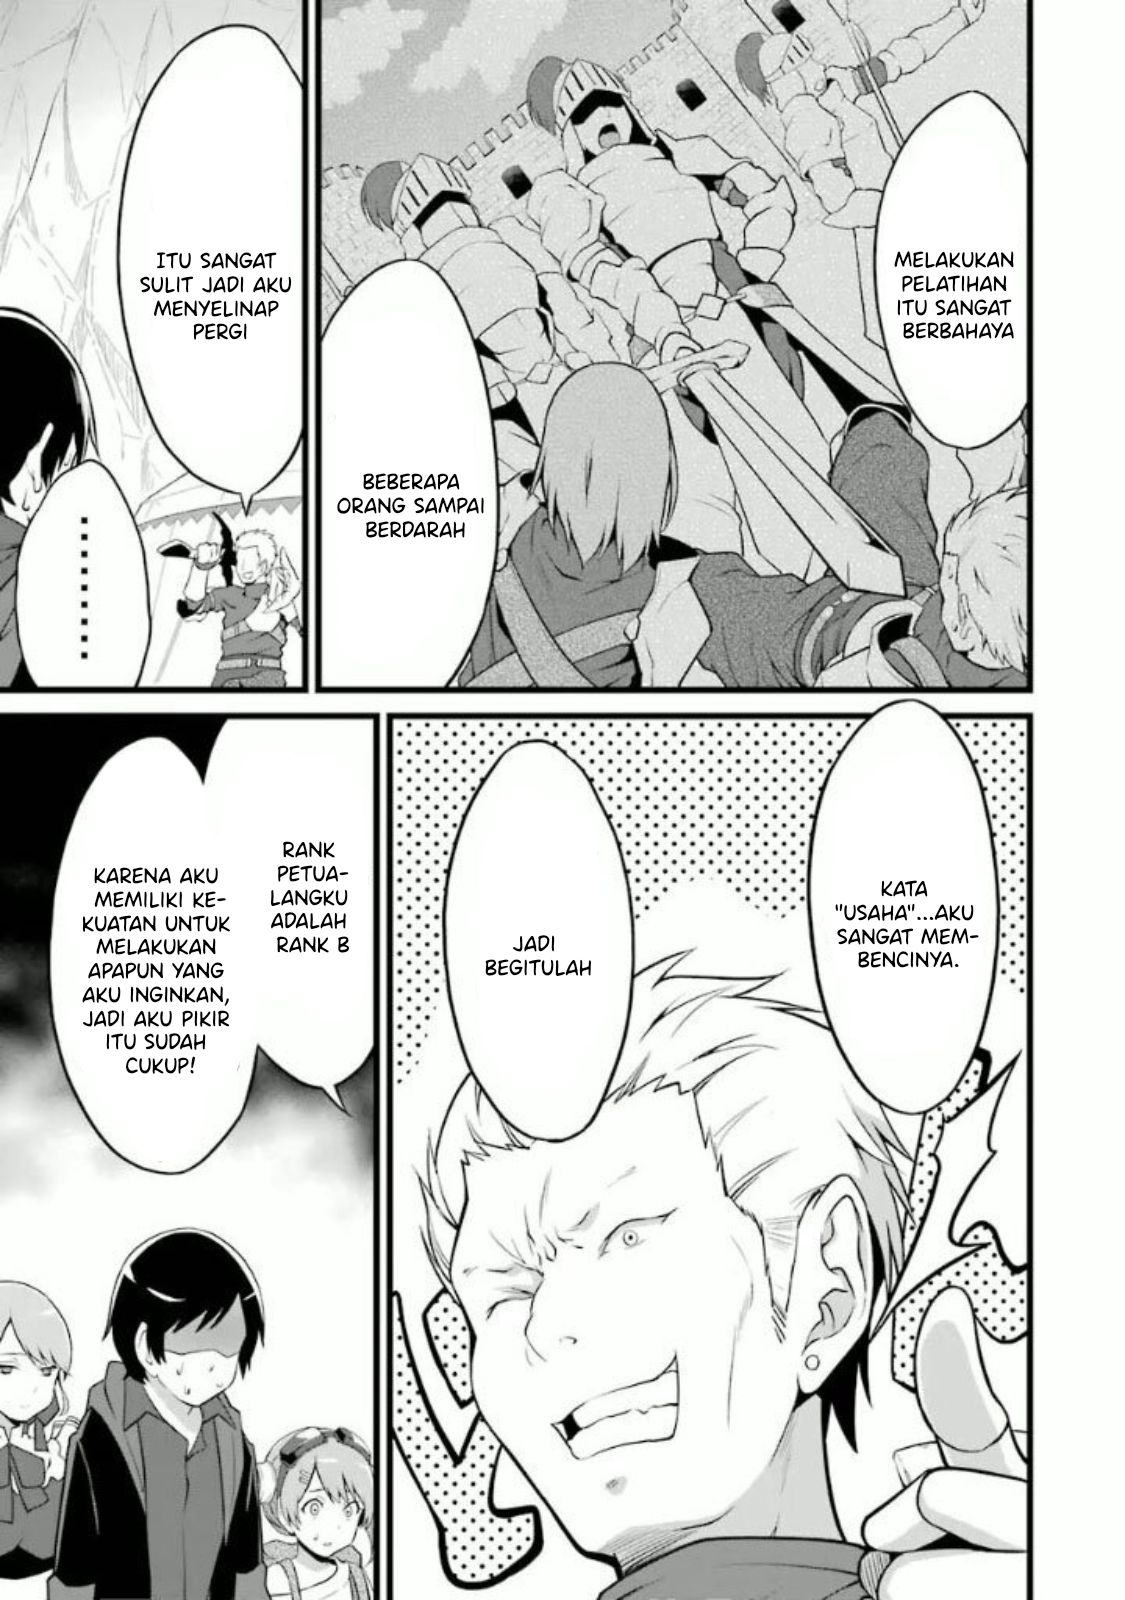 MELAKUKAN
PELATIHAN
ITU SANGAT
BERBAHAYA
BEBERAPA
ORANG SAMPAI
BERDARAH
ITU SANGAT
SULIT JADI AKU
MENYELINAP
PERGI
.........
KATA
"USAHA"...AKU
SANGAT MEM-
BENCINYA.
JADI
BEGITULAH
RANK
PETUA-
LANGKU
ADALAH
RANK B
KARENA AKU
MEMILIKI KE-
KUATAN UNTUK
MELAKUKAN
APAPUN YANG
AKU INGINKAN,
JADI AKU PIKIR
ITU SUDAH
CUKUP!